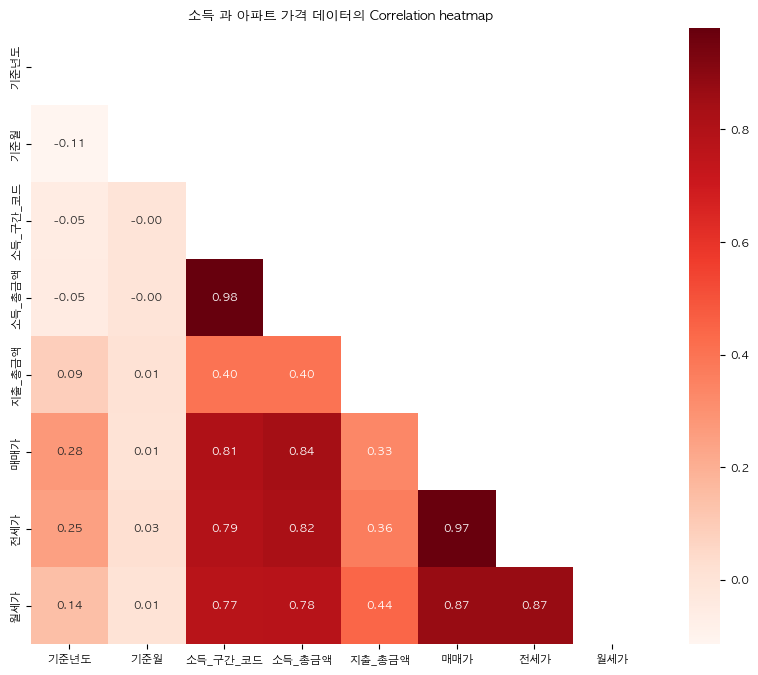 소득 과 아파트 가격 데이터의 Correlation heatmap
기준년도
기준월 -0.11
소득_구간_코드 -0.05 -0.00
소득_총금액 -0.05 -0.00 0.98
지출_총금액 0.09 0.01 0.40 0.40
매매가 0.28 0.01 0.81 0.84 0.33
전세가 0.25 0.03 0.79 0.82 0.36 0.97
월세가 0.14 0.01 0.77 0.78 0.44 0.87 0.87
기준년도 기준월 소득_구간_코드 소득_총금액 지출_총금액 매매가 전세가 월세가
0.8
0.6
0.4
0.2
0.0